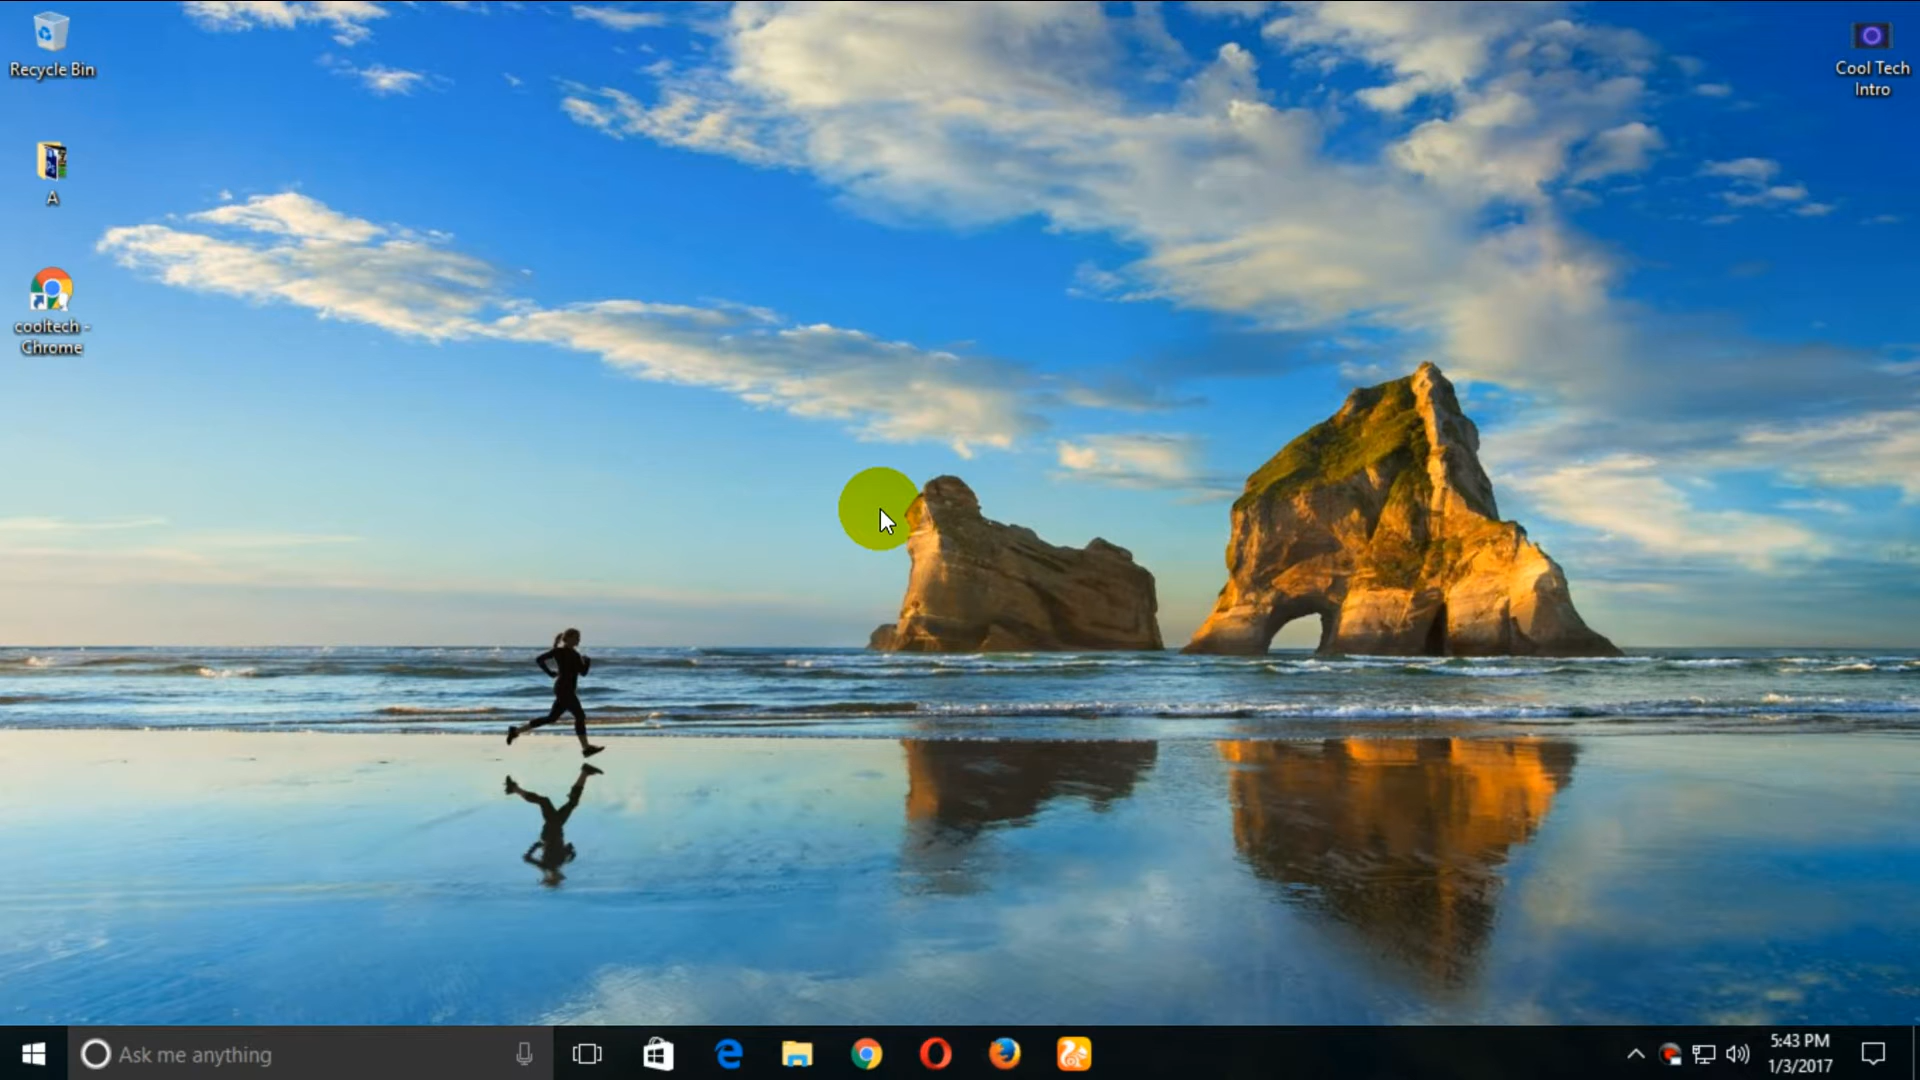 Recycle Bin
Cool Tech
Intro
A
cooltech -
Chrome
Ask me anything
5:43 PM
1/3/2017